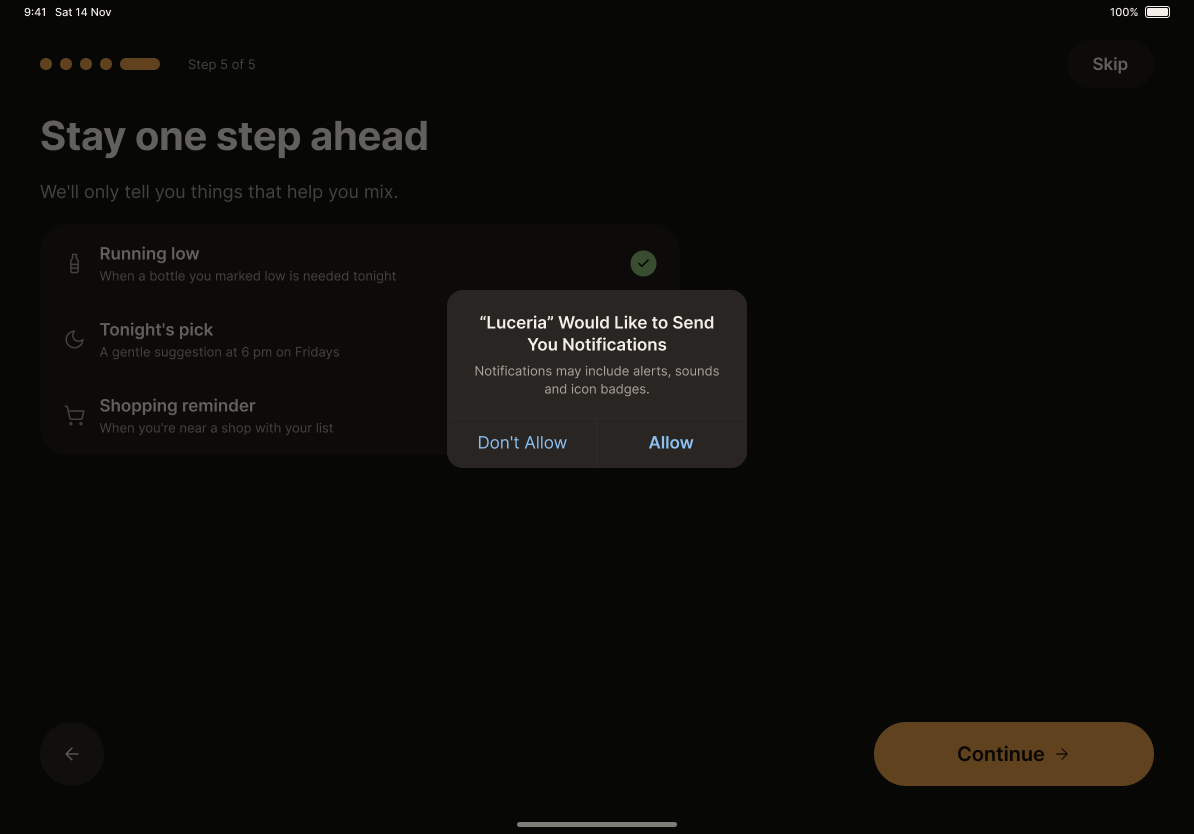 9:41 Sat 14 Nov
100%
Step 5 of 5
Skip
Stay one step ahead
We'll only tell you things that help you mix.
Running low
When a bottle you marked low is needed tonight
Tonight's pick
A gentle suggestion at 6 pm on Fridays
Shopping reminder
When you're near a shop with your list
“Luceria” Would Like to Send
You Notifications
Notifications may include alerts, sounds
and icon badges.
Don't Allow
Allow
Continue